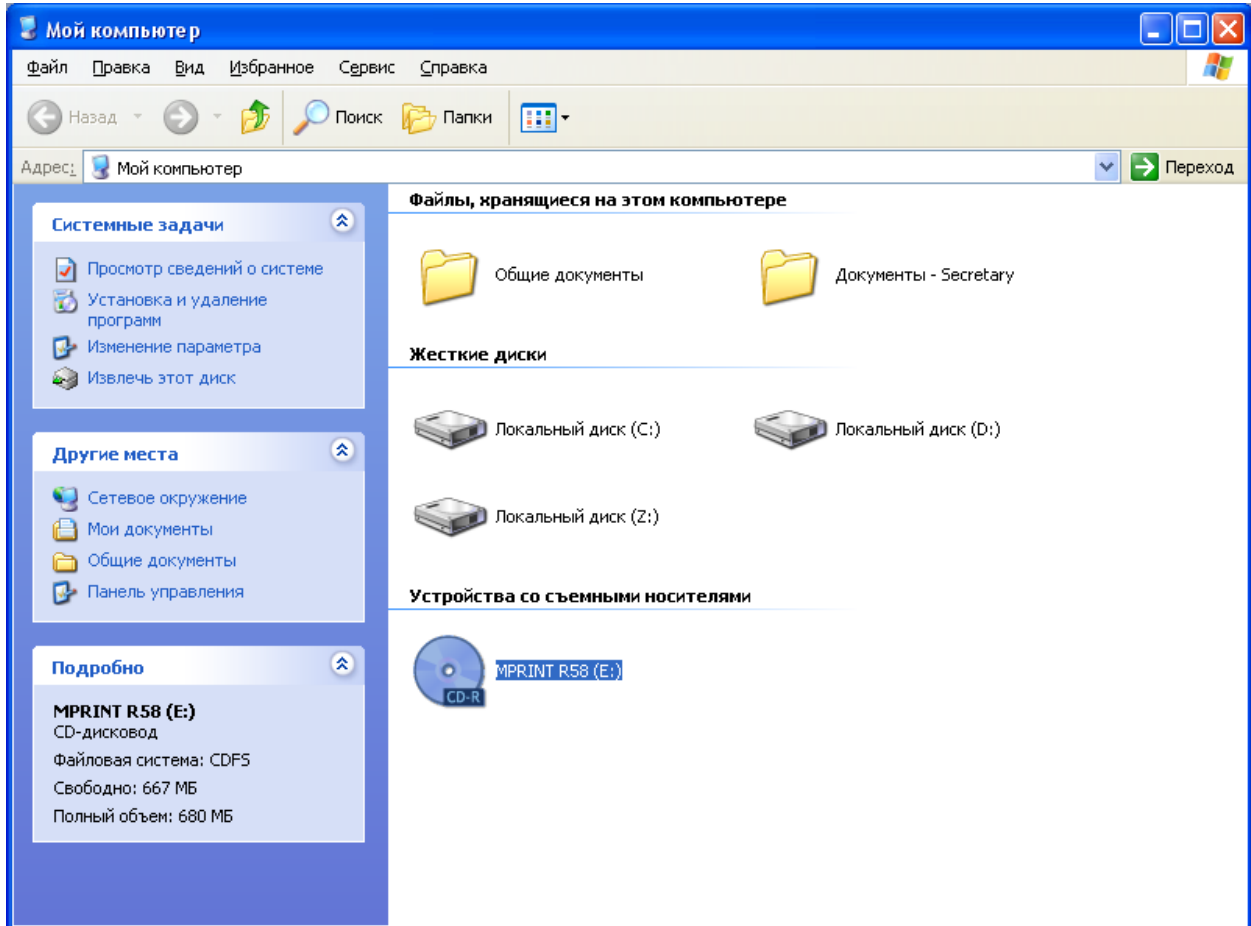 Мой компьютер
Файл Правка Вид Избранное Сервис Справка
Назад Поиск Папки
Адрес: Мой компьютер Переход
Системные задачи
Просмотр сведений о системе
Установка и удаление
программ
Изменение параметра
Извлечь этот диск
Другие места
Сетевое окружение
Мои документы
Общие документы
Панель управления
Подробно
MPRINT R58 (E:)
CD-дисковод
Файловая система: CDFS
Свободно: 667 МБ
Полный объем: 680 МБ
Файлы, хранящиеся на этом компьютере
Общие документы
Документы - Secretary
Жесткие диски
Локальный диск (C:)
Локальный диск (D:)
Локальный диск (Z:)
Устройства со съемными носителями
MPRINT R58 (E:)
CD-R